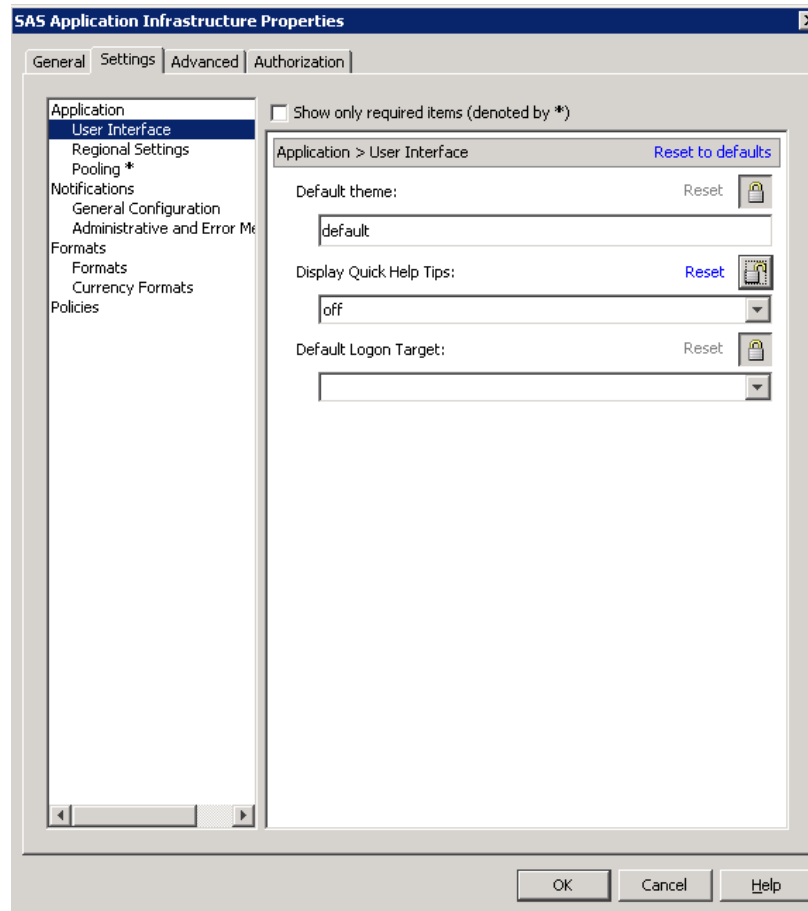 SAS Application Infrastructure Properties
General Settings Advanced Authorization
Application
User Interface
Regional Settings
Pooling *
Notifications
General Configuration
Administrative and Error Me
Formats
Formats
Currency Formats
Policies
Show only required items (denoted by *)
Application > User Interface Reset to defaults
Default theme: Reset
default
Display Quick Help Tips: Reset
off
Default Logon Target: Reset
OK Cancel Help